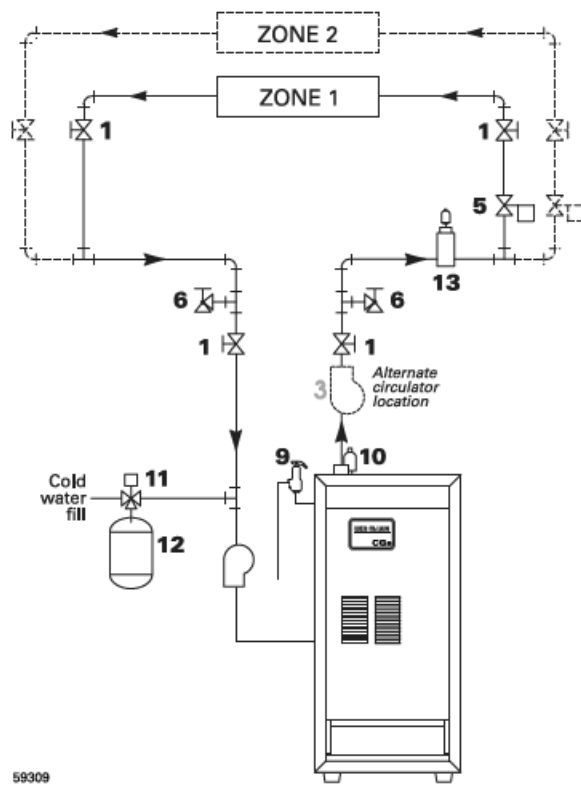 ZONE 2
ZONE 1
1
1
5
13
6
6
1
1
3
Alternate
circulator
location
9
10
11
Cold
water
fill
12
CGa
59309